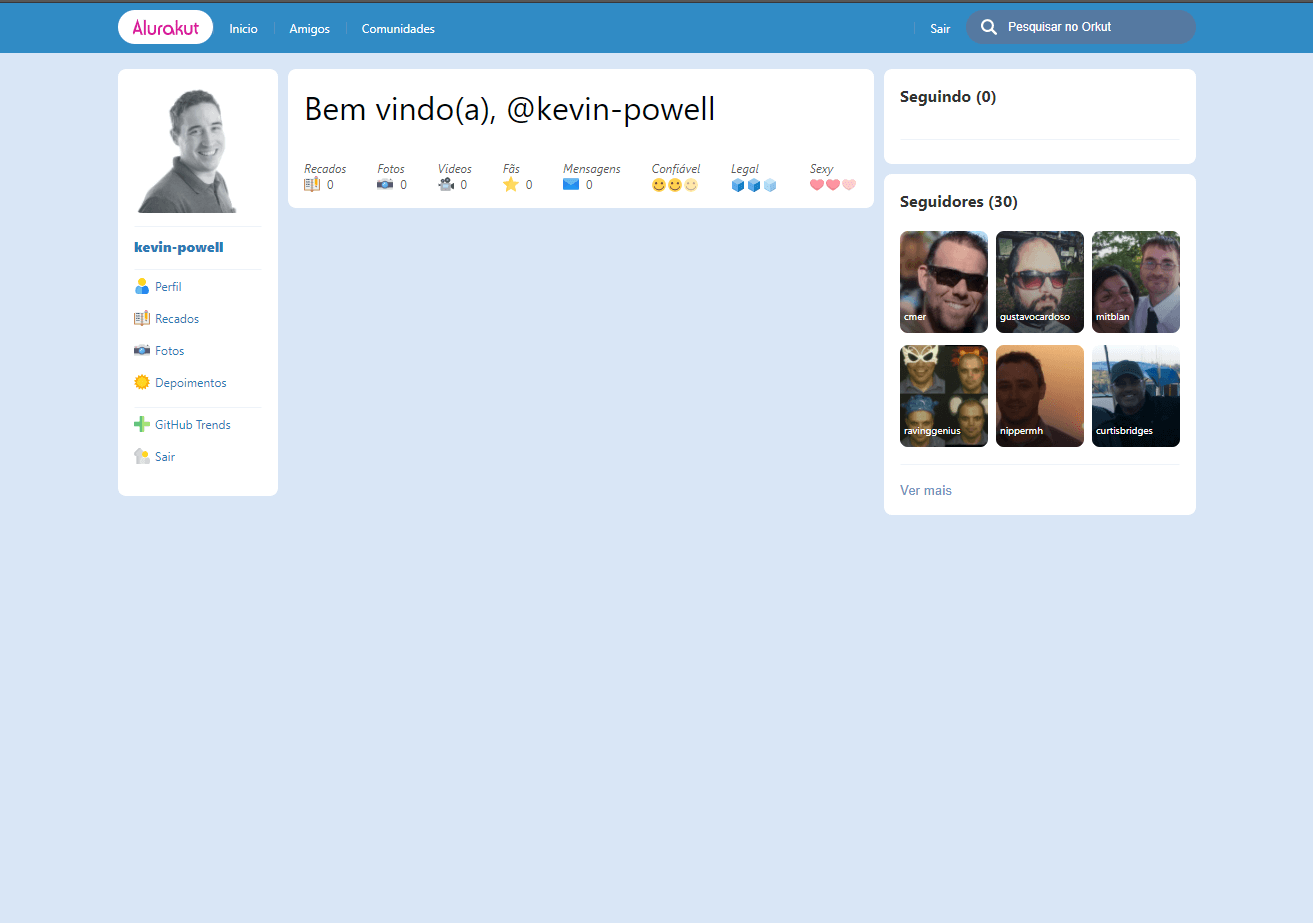 Alurakut
Inicio
Amigos
Comunidades
Sair
Pesquisar no Orkut
kevin-powell
Perfil
Recados
Fotos
Depoimentos
GitHub Trends
Sair
Bem vindo(a), @kevin-powell
Recados Fotos Videos Fãs Mensagens Confiável Legal Sexy
0 0 0 0 0
Seguindo (0)
Seguidores (30)
cmer gustavocardoso mitblan
ravinggenius nippermh curtisbridges
Ver mais